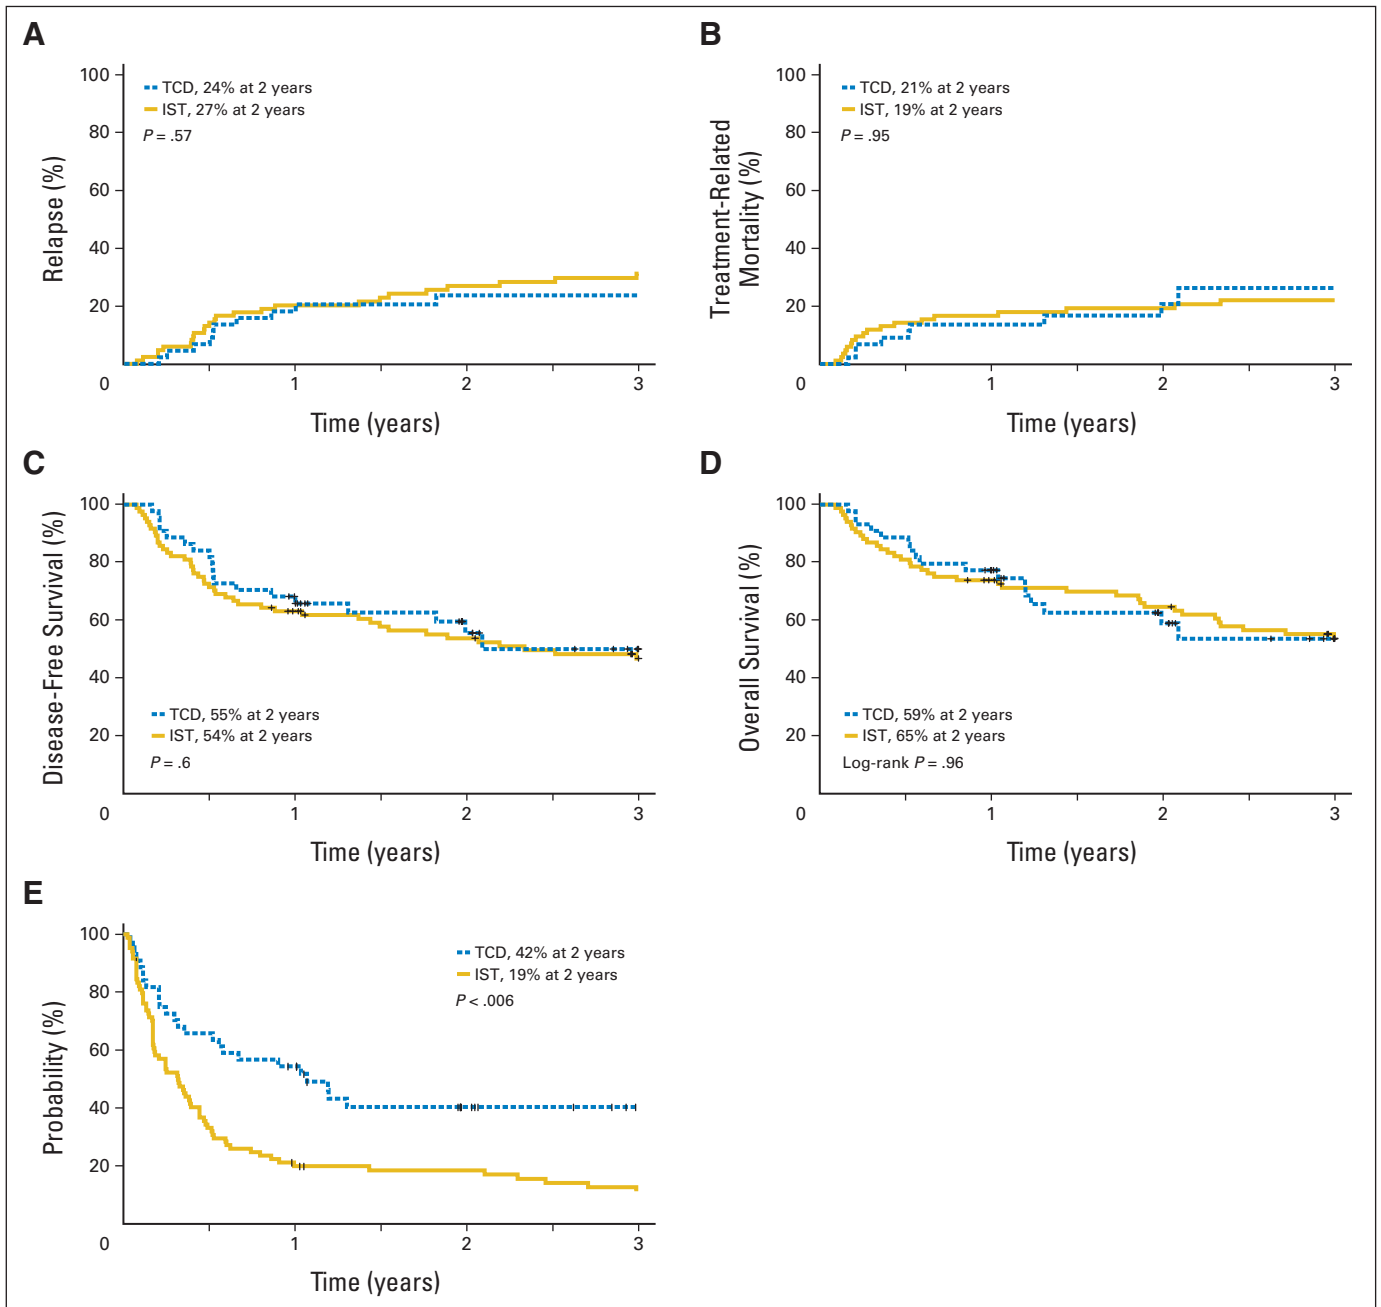 A
Relapse (%)
100
80
60
40
20
0
1
2
3
TCD, 24% at 2 years
IST, 27% at 2 years
P = .57
Time (years)
B
Treatment-Related
Mortality (%)
100
80
60
40
20
0
1
2
3
TCD, 21% at 2 years
IST, 19% at 2 years
P = .95
Time (years)
C
Disease-Free Survival (%)
100
80
60
40
20
0
1
2
3
TCD, 55% at 2 years
IST, 54% at 2 years
P = .6
Time (years)
D
Overall Survival (%)
100
80
60
40
20
0
1
2
3
TCD, 59% at 2 years
IST, 65% at 2 years
Log-rank P = .96
Time (years)
E
Probability (%)
100
80
60
40
20
0
1
2
3
TCD, 42% at 2 years
IST, 19% at 2 years
P < .006
Time (years)